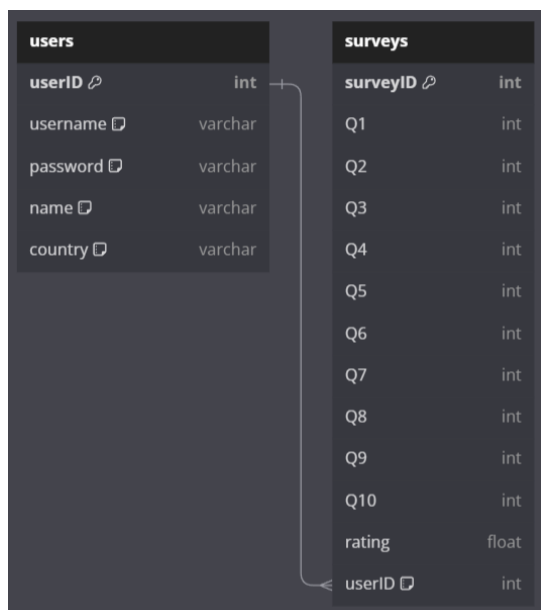 users
userID int
username varchar
password varchar
name varchar
country varchar
surveys
surveyID int
Q1 int
Q2 int
Q3 int
Q4 int
Q5 int
Q6 int
Q7 int
Q8 int
Q9 int
Q10 int
rating float
userID int